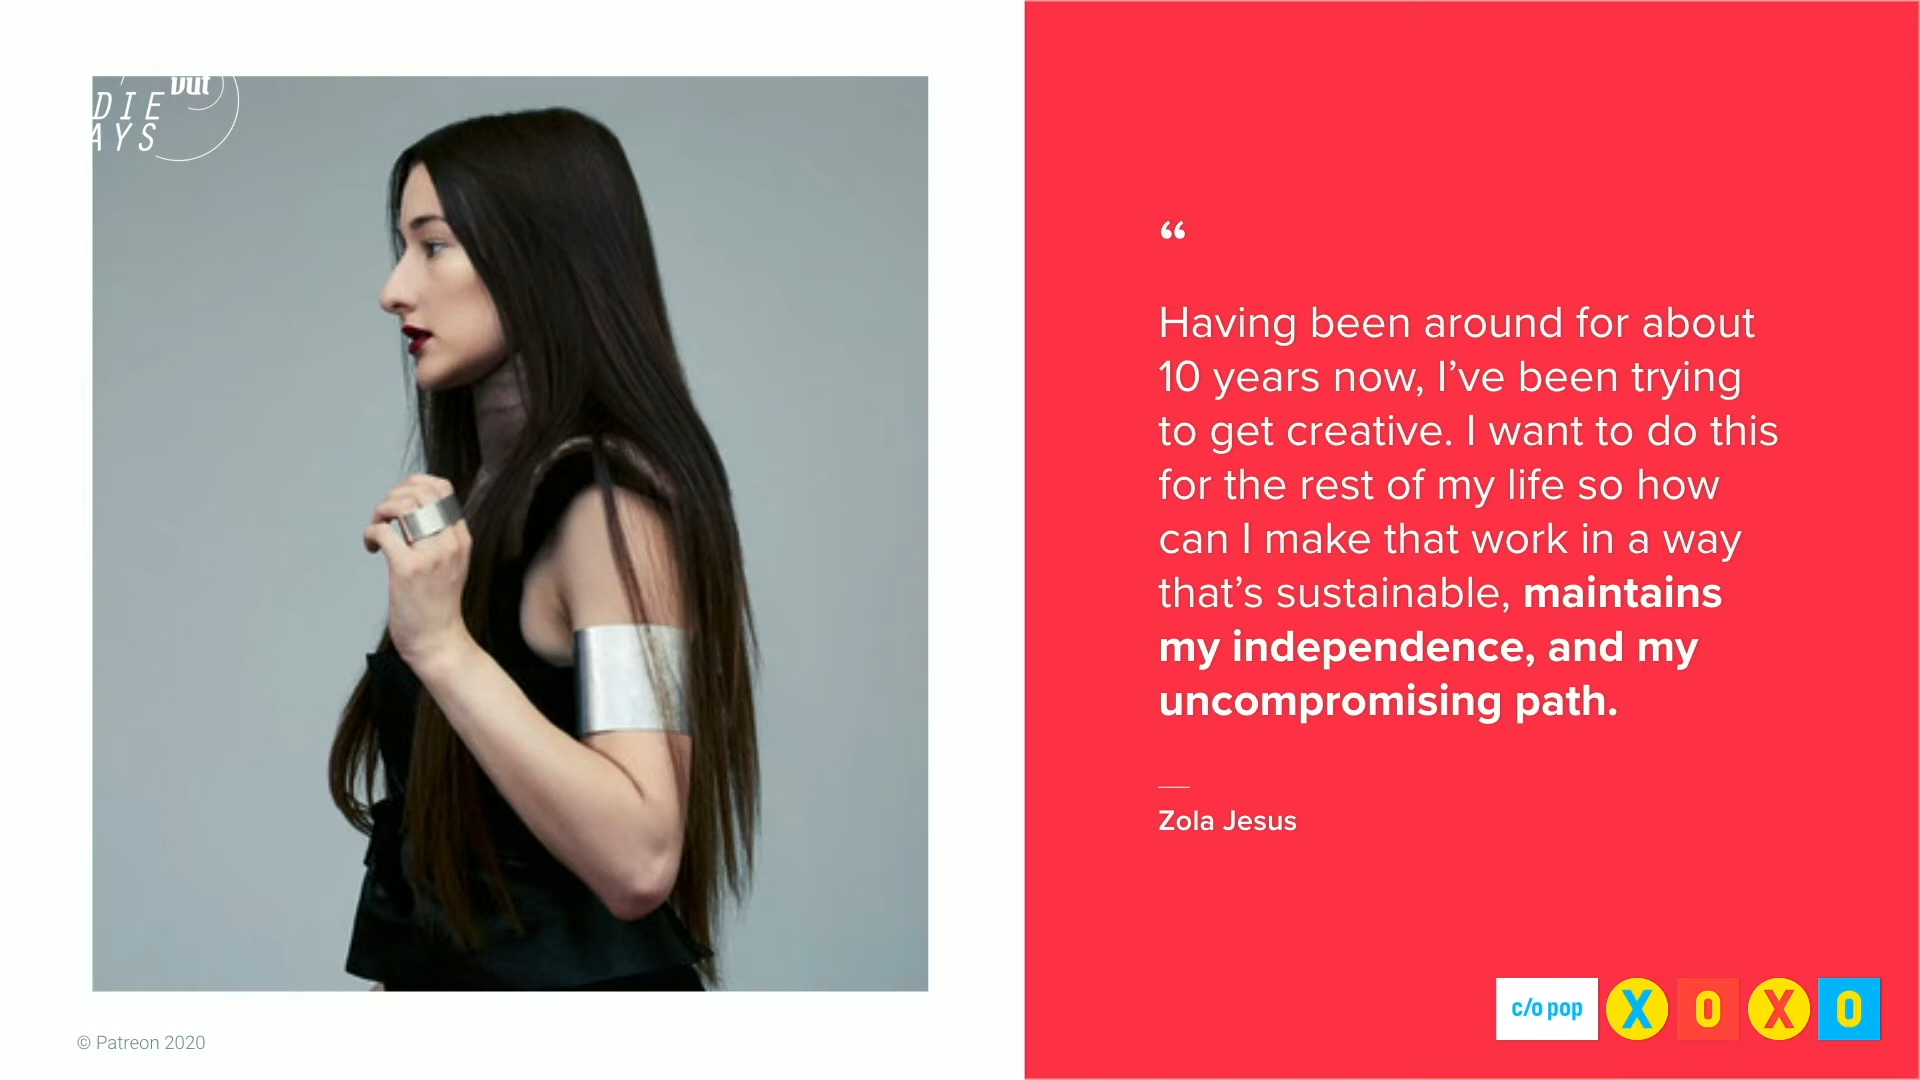 vut
DIE
AYS
“
Having been around for about
10 years now, I’ve been trying
to get creative. I want to do this
for the rest of my life so how
can I make that work in a way
that’s sustainable, maintains
my independence, and my
uncompromising path.
Zola Jesus
c/o pop X O X O
© Patreon 2020